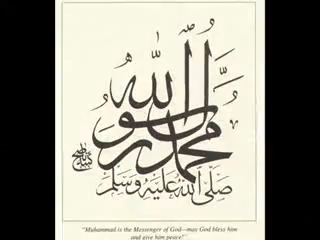 محمد رسول الله
صلى الله عليه وسلم
"Muhammad is the Messenger of God—may God bless him
and give him peace!".